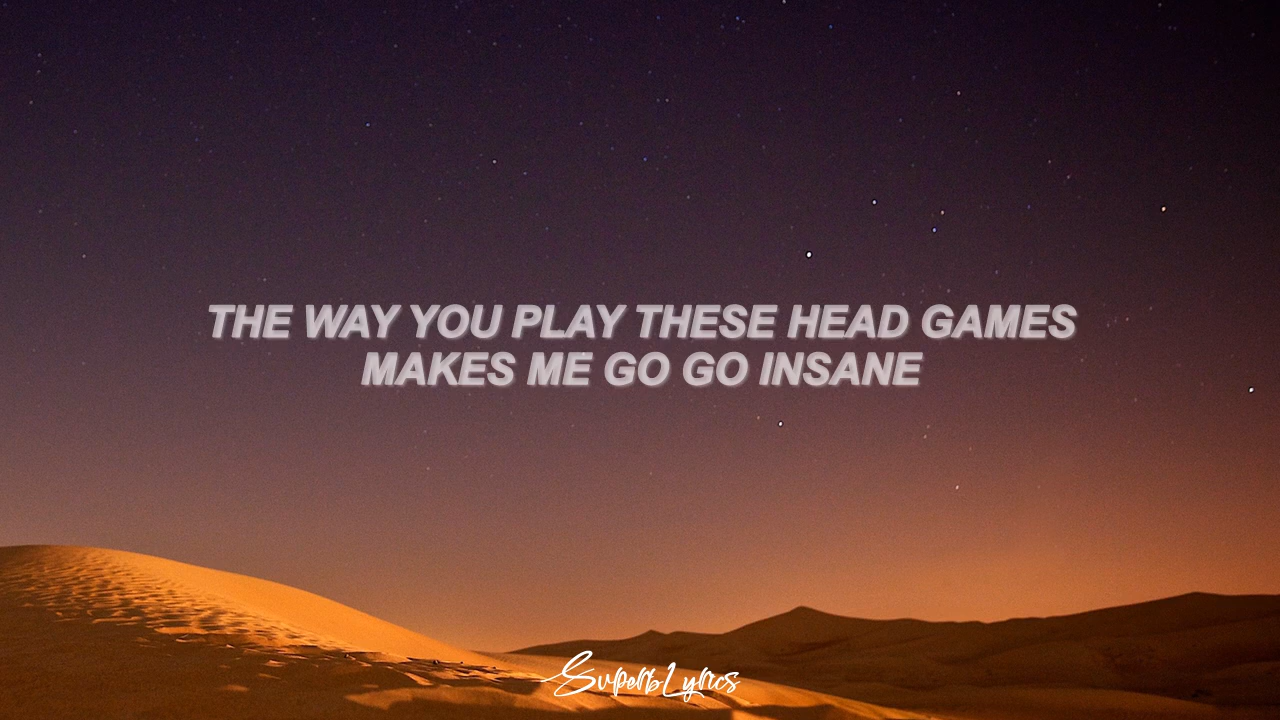 THE WAY YOU PLAY THESE HEAD GAMES
MAKES ME GO GO INSANE
SuperbLyrics